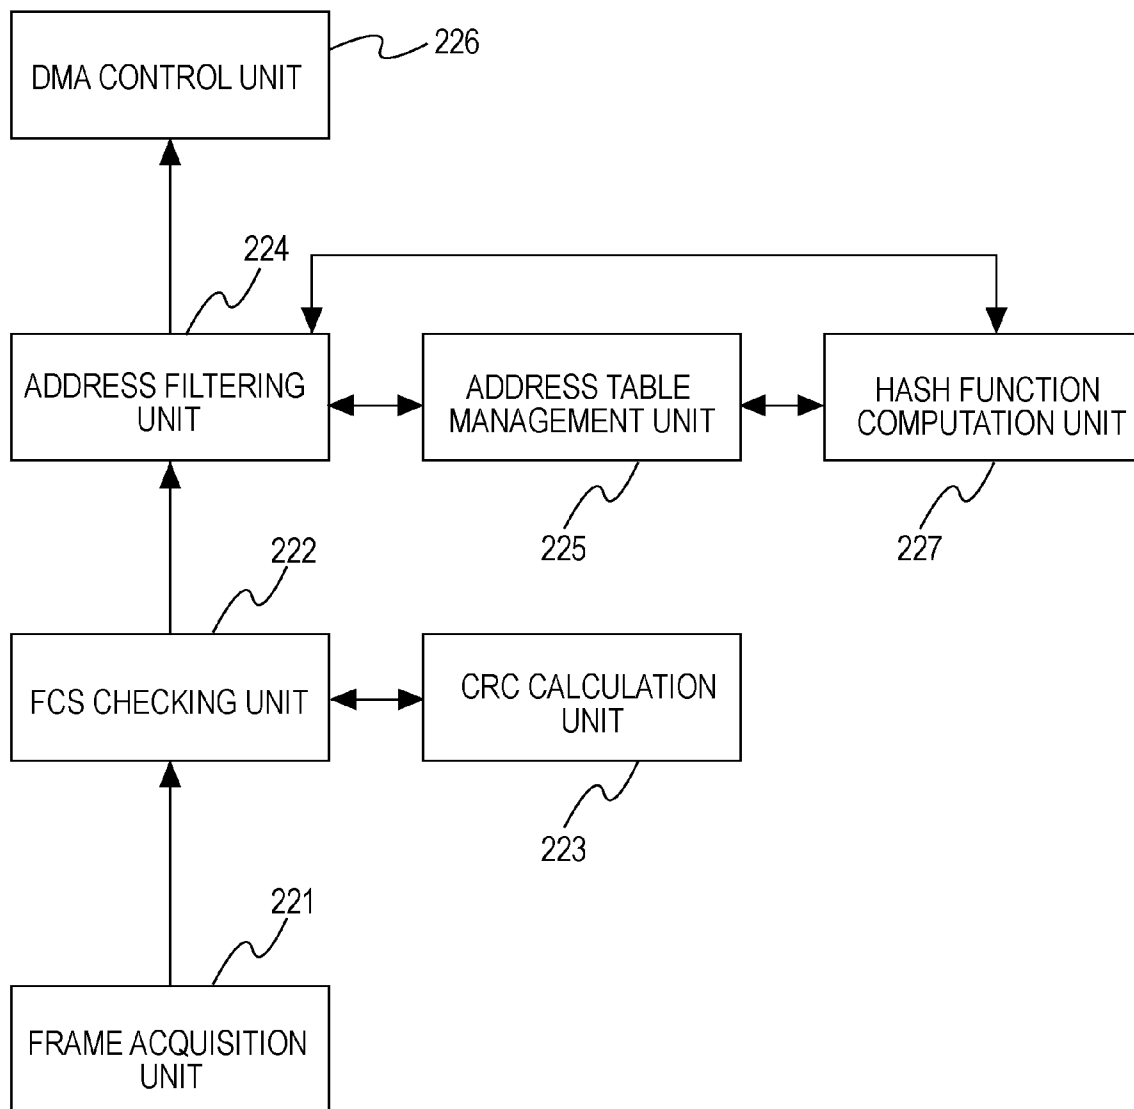 226
DMA CONTROL UNIT
224
ADDRESS FILTERING
UNIT
ADDRESS TABLE
MANAGEMENT UNIT
HASH FUNCTION
COMPUTATION UNIT
225
227
222
FCS CHECKING UNIT
CRC CALCULATION
UNIT
223
221
FRAME ACQUISITION
UNIT